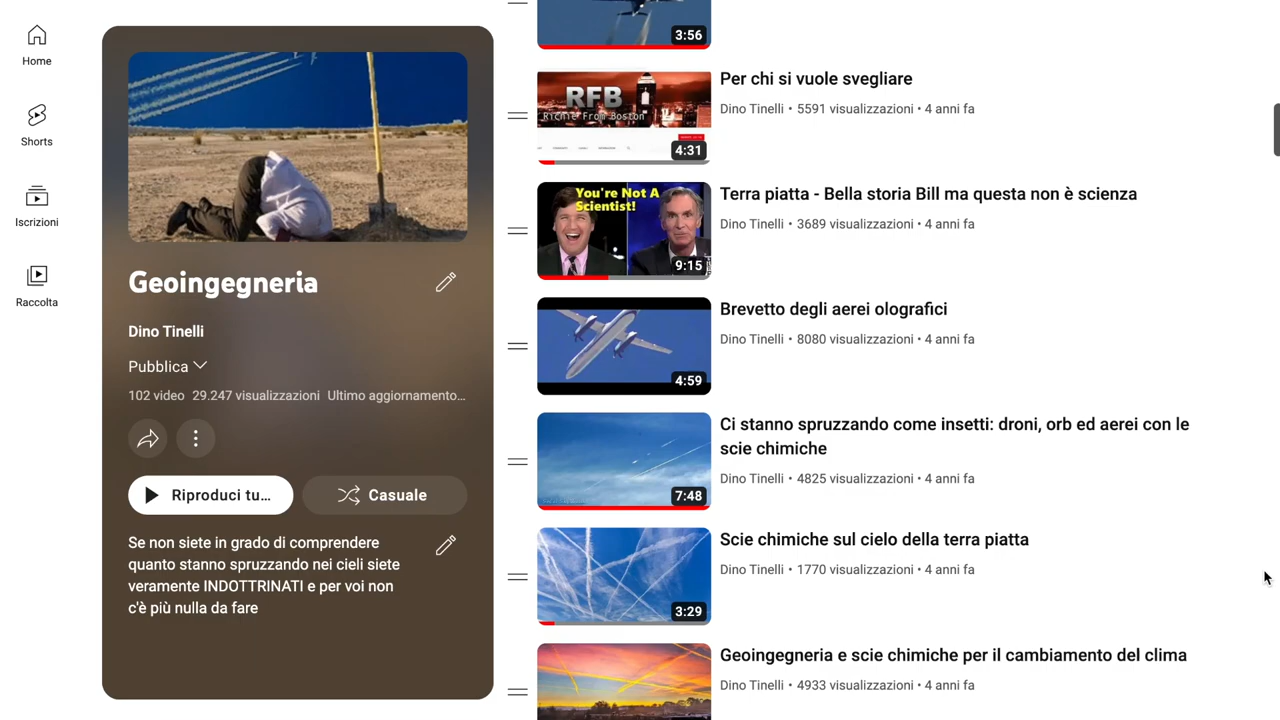 Home
Shorts
Iscrizioni
Raccolta
Geoingegneria
Dino Tinelli
Pubblica
102 video 29.247 visualizzazioni Ultimo aggiornamento…
Riproduci tu…
Casuale
Se non siete in grado di comprendere
quanto stanno spruzzando nei cieli siete
veramente INDOTTRINATI e per voi non
c'è più nulla da fare
3:56
RFB
Richie From Boston
4:31
Per chi si vuole svegliare
Dino Tinelli • 5591 visualizzazioni • 4 anni fa
You're Not A
Scientist!
9:15
Terra piatta - Bella storia Bill ma questa non è scienza
Dino Tinelli • 3689 visualizzazioni • 4 anni fa
4:59
Brevetto degli aerei olografici
Dino Tinelli • 8080 visualizzazioni • 4 anni fa
7:48
Ci stanno spruzzando come insetti: droni, orb ed aerei con le
scie chimiche
Dino Tinelli • 4825 visualizzazioni • 4 anni fa
3:29
Scie chimiche sul cielo della terra piatta
Dino Tinelli • 1770 visualizzazioni • 4 anni fa
Geoingegneria e scie chimiche per il cambiamento del clima
Dino Tinelli • 4933 visualizzazioni • 4 anni fa